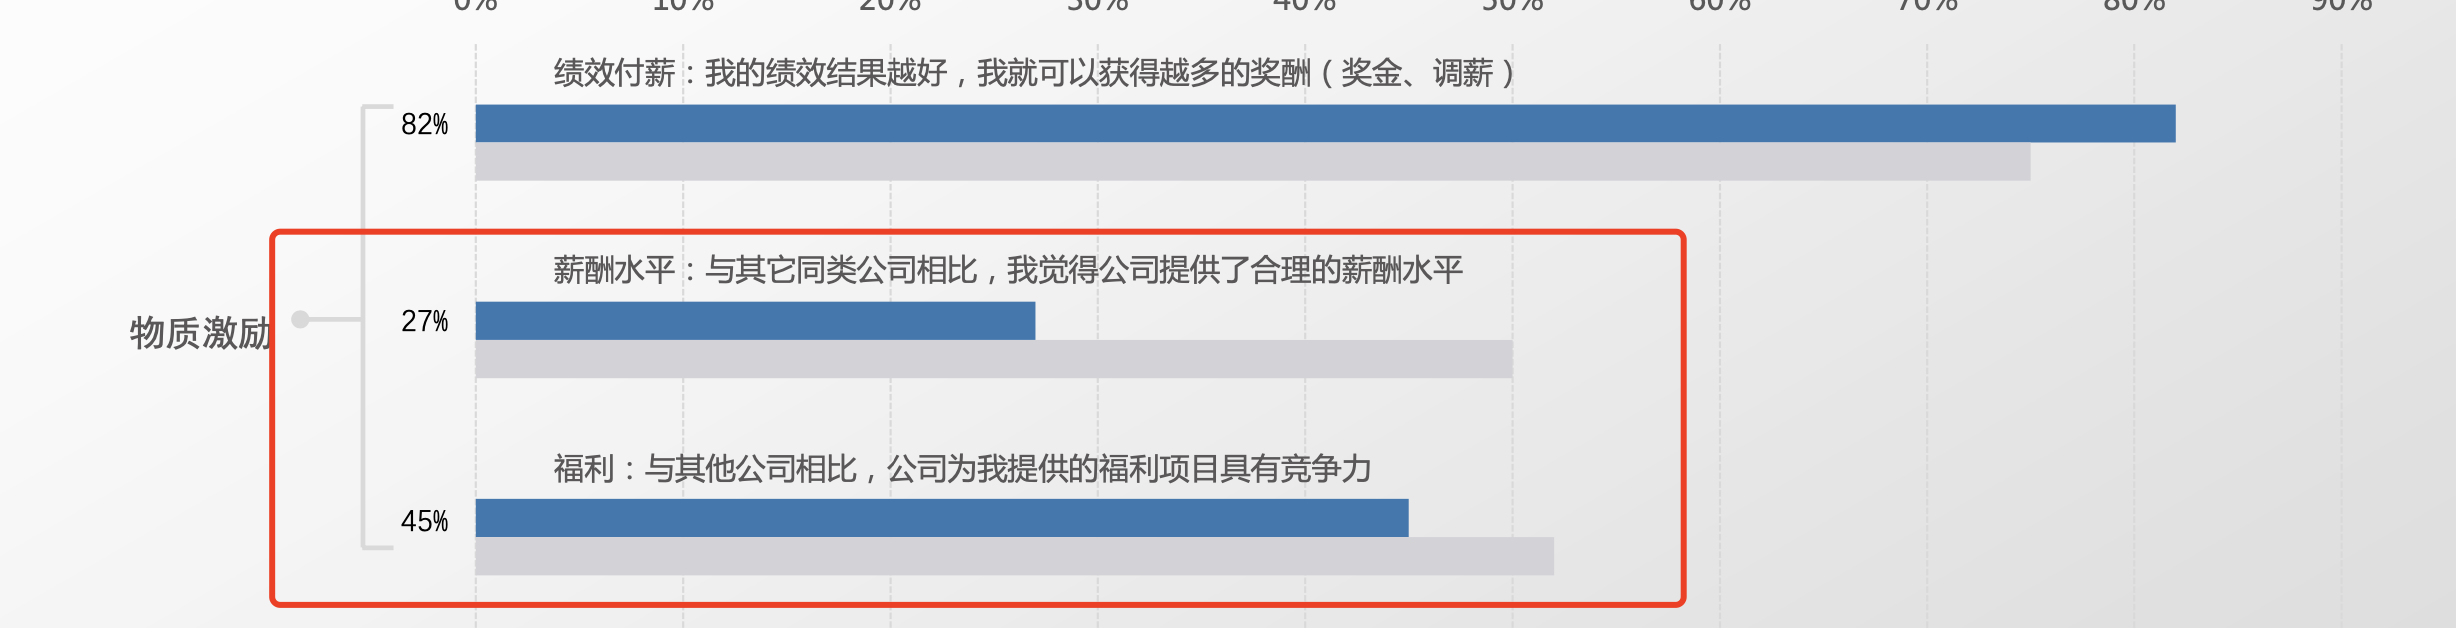 0% 10% 20% 30% 40% 50% 60% 70% 80% 90%
绩效付薪：我的绩效结果越好，我就可以获得越多的奖酬（奖金、调薪）
82%
薪酬水平：与其它同类公司相比，我觉得公司提供了合理的薪酬水平
物质激励
27%
福利：与其他公司相比，公司为我提供的福利项目具有竞争力
45%